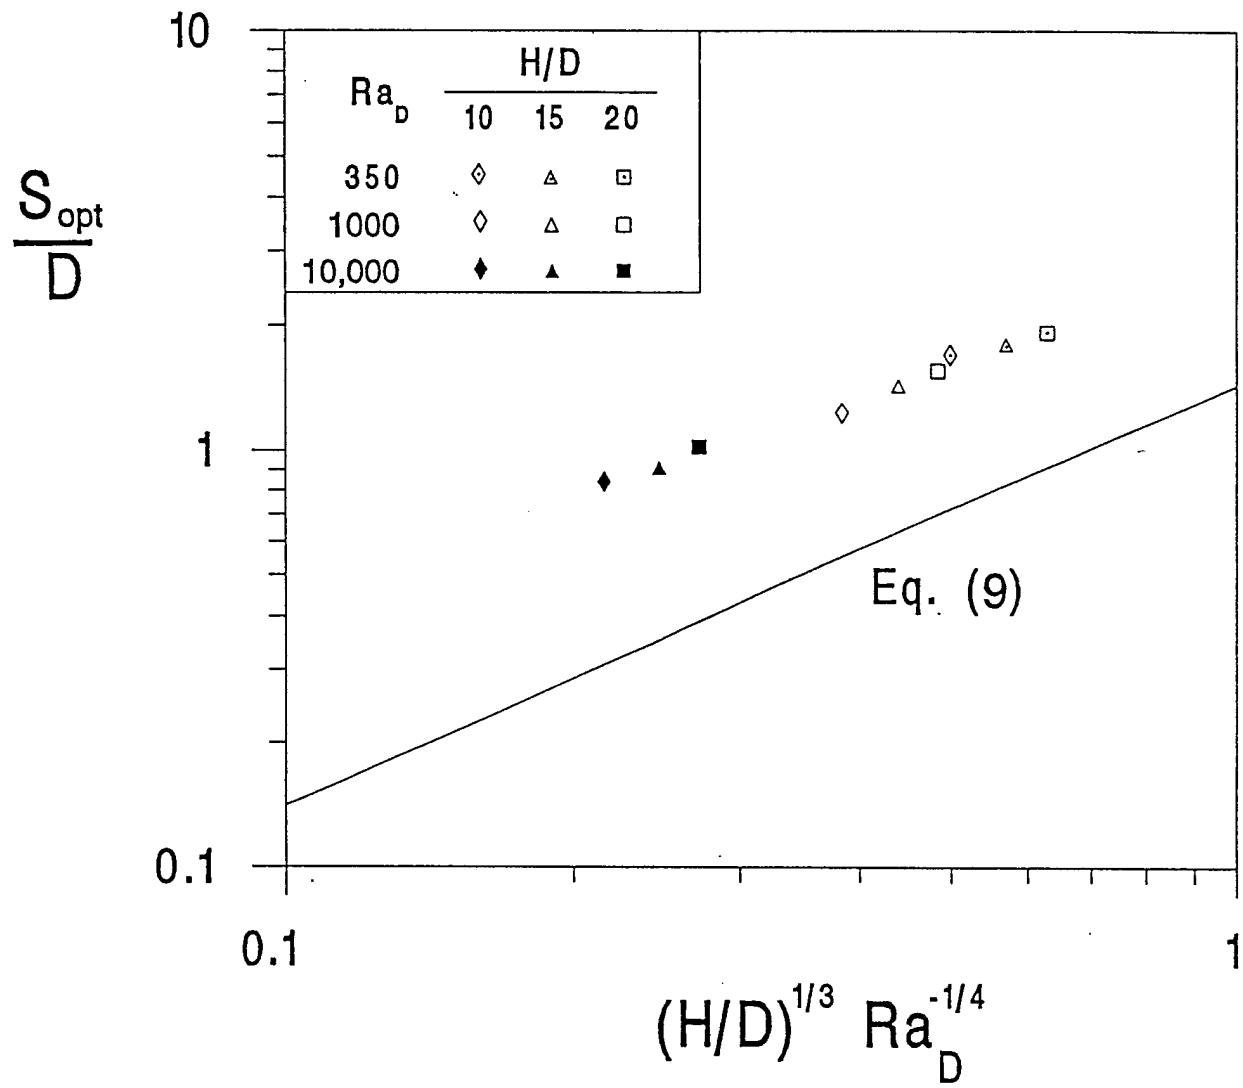 10
H/D
Ra_D
10 15 20
350
1000
10,000
S_opt
D
1
Eq. (9)
0.1
0.1
1
(H/D)^1/3 Ra_D^-1/4